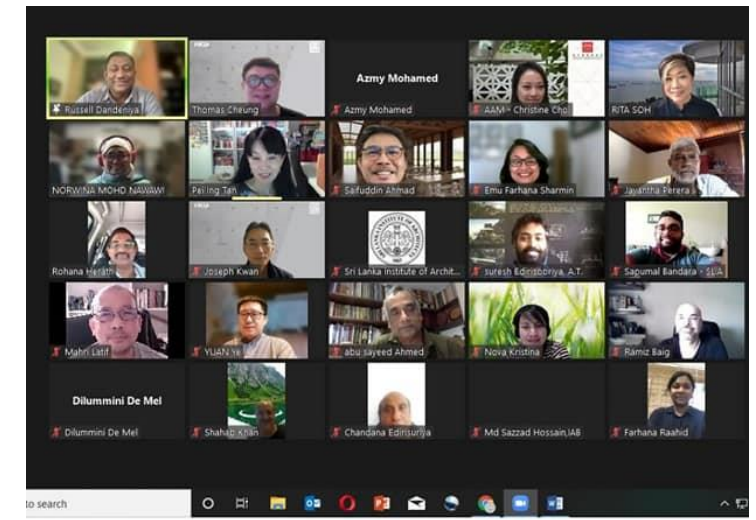 Russell Dandeniya
Thomas Cheung
Azmy Mohamed
Azmy Mohamed
AAM - Christine Choi
RITA SOH
NORWINA MOHD NAWAWI
Pei Ing Tan
Saifuddin Ahmad
Emu Farhana Sharmin
Jayantha Perera
Rohana Herath
Joseph Kwan
Sri Lanka Institute of Archit...
suresh Edirisooriya, A.T.
Sapumal Bandara - SLIA
Mahri Latif
YUAN Ye
abu sayeed Ahmed
Nova Kristina
Ramiz Baig
Dilummini De Mel
Dilummini De Mel
Shahab Khan
Chandana Edirisuriya
Md Sazzad Hossain,IAB
Farhana Raahid
to search